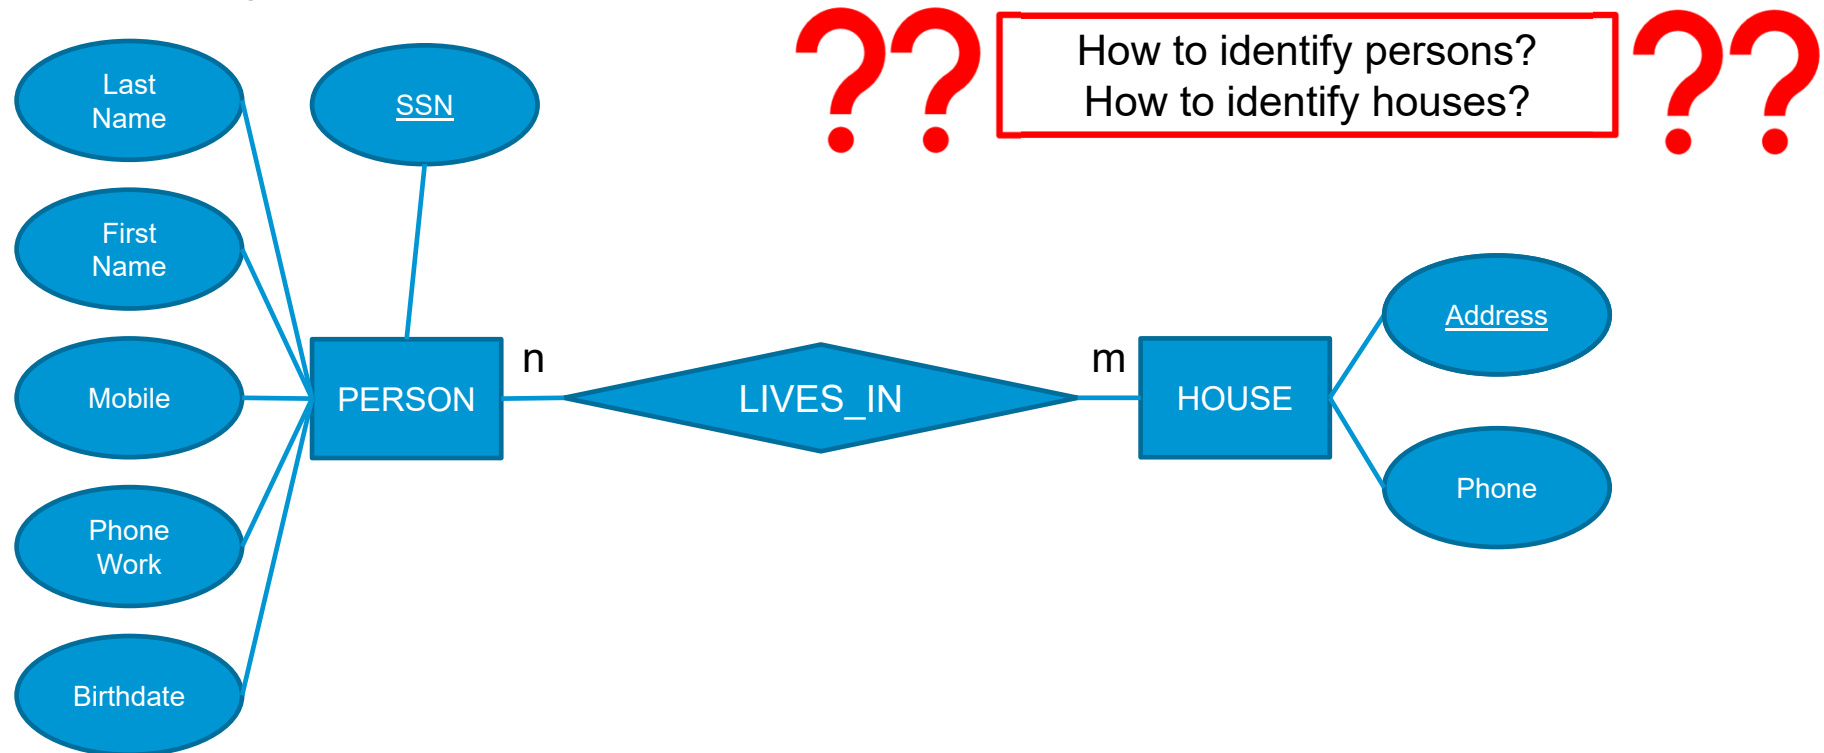 How to identify persons?
How to identify houses?
Last
Name
SSN
First
Name
Mobile
Phone
Work
Birthdate
PERSON
n
LIVES_IN
m
HOUSE
Address
Phone
?? ??